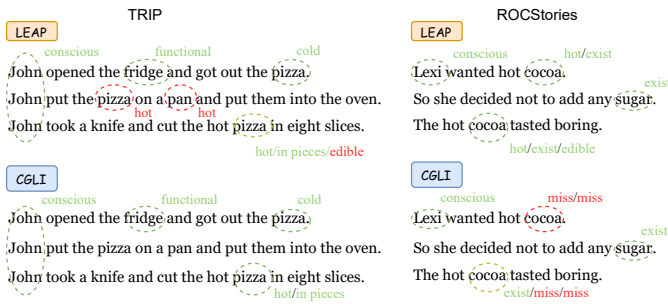 TRIP
LEAP
conscious functional cold
John opened the fridge and got out the pizza.
John put the pizza on a pan and put them into the oven.
hot hot
John took a knife and cut the hot pizza in eight slices.
hot/in pieces/edible
CGLI
conscious functional cold
John opened the fridge and got out the pizza.
John put the pizza on a pan and put them into the oven.
John took a knife and cut the hot pizza in eight slices.
hot/in pieces
ROCStories
LEAP
conscious hot/exist
Lexi wanted hot cocoa.
exist
So she decided not to add any sugar.
The hot cocoa tasted boring.
hot/exist/edible
CGLI
conscious miss/miss
Lexi wanted hot cocoa.
exist
So she decided not to add any sugar.
The hot cocoa tasted boring.
exist/miss/miss